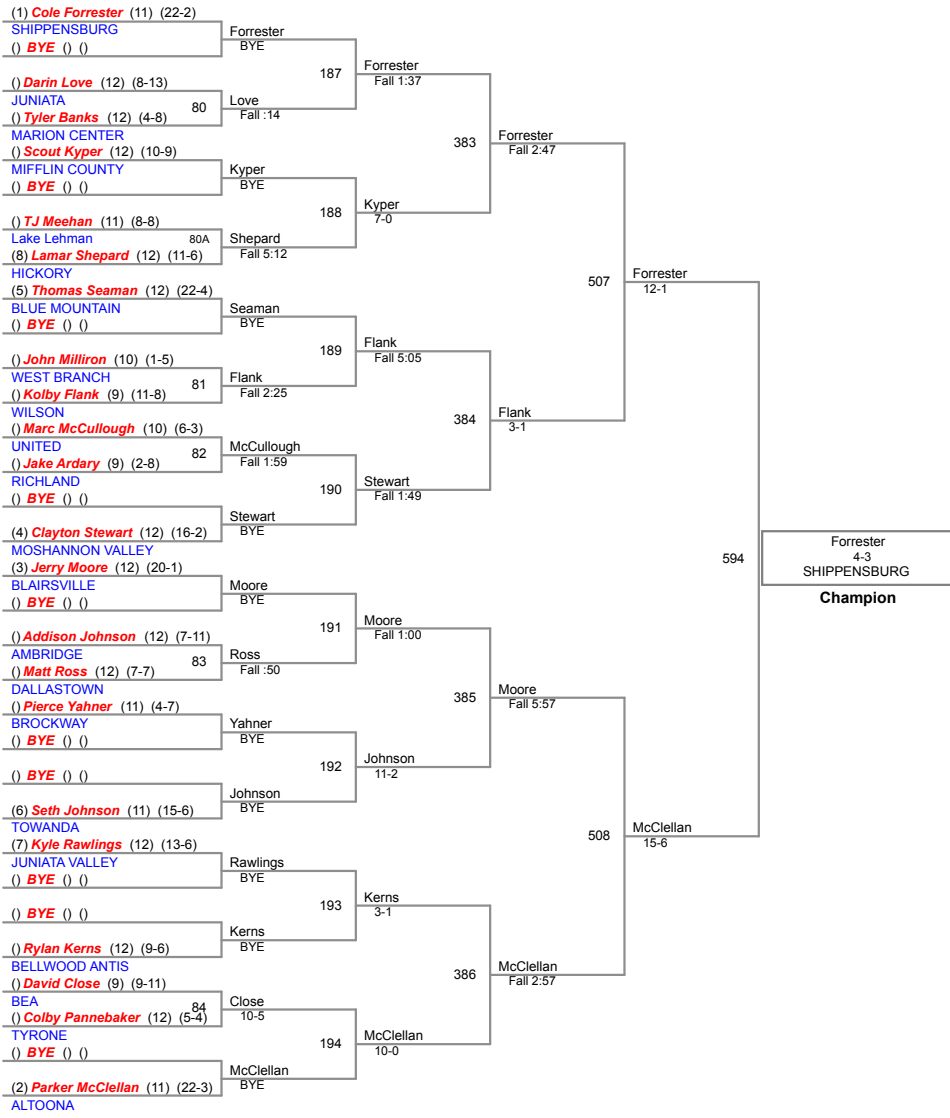 (1) Cole Forrester (11) (22-2)
SHIPPENSBURG
() BYE () ()
() Darin Love (12) (8-13)
JUNIATA
80
() Tyler Banks (12) (4-8)
MARION CENTER
() Scout Kyper (12) (10-9)
MIFFLIN COUNTY
() BYE () ()
() TJ Meehan (11) (8-8)
Lake Lehman
80A
(8) Lamar Shepard (12) (11-6)
HICKORY
(5) Thomas Seaman (12) (22-4)
BLUE MOUNTAIN
() BYE () ()
() John Milliron (10) (1-5)
WEST BRANCH
81
() Kolby Flank (9) (11-8)
WILSON
() Marc McCullough (10) (6-3)
UNITED
82
() Jake Ardary (9) (2-8)
RICHLAND
() BYE () ()
(4) Clayton Stewart (12) (16-2)
MOSHANNON VALLEY
(3) Jerry Moore (12) (20-1)
BLAIRSVILLE
() BYE () ()
() Addison Johnson (12) (7-11)
AMBRIDGE
83
() Matt Ross (12) (7-7)
DALLASTOWN
() Pierce Yahner (11) (4-7)
BROCKWAY
() BYE () ()
() BYE () ()
(6) Seth Johnson (11) (15-6)
TOWANDA
(7) Kyle Rawlings (12) (13-6)
JUNIATA VALLEY
() BYE () ()
() BYE () ()
() Rylan Kerns (12) (9-6)
BELLWOOD ANTIS
() David Close (9) (9-11)
BEA
84
() Colby Pannebaker (12) (5-4)
TYRONE
() BYE () ()
(2) Parker McClellan (11) (22-3)
ALTOONA
Forrester
BYE
187
Love
Fall :14
Kyper
BYE
188
Shepard
Fall 5:12
Seaman
BYE
189
Flank
Fall 2:25
McCullough
Fall 1:59
190
Stewart
BYE
Moore
BYE
191
Ross
Fall :50
Yahner
BYE
192
Johnson
BYE
Rawlings
BYE
193
Kerns
BYE
Close
10-5
194
McClellan
BYE
Forrester
Fall 1:37
383
Kyper
7-0
Flank
Fall 5:05
384
Stewart
Fall 1:49
Moore
Fall 1:00
385
Johnson
11-2
Kerns
3-1
386
McClellan
10-0
Forrester
Fall 2:47
507
Flank
3-1
Moore
Fall 5:57
508
McClellan
Fall 2:57
Forrester
12-1
594
McClellan
15-6
Forrester
4-3
SHIPPENSBURG
Champion